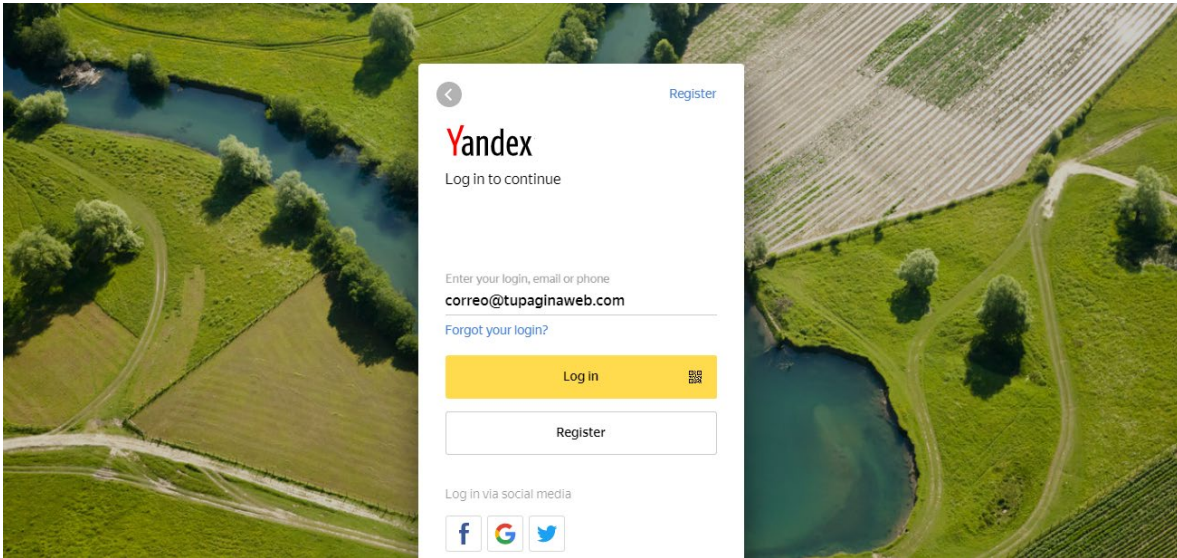 Register
Yandex
Log in to continue
Enter your login, email or phone
correo@tupaginaweb.com
Forgot your login?
Log in
Register
Log in via social media